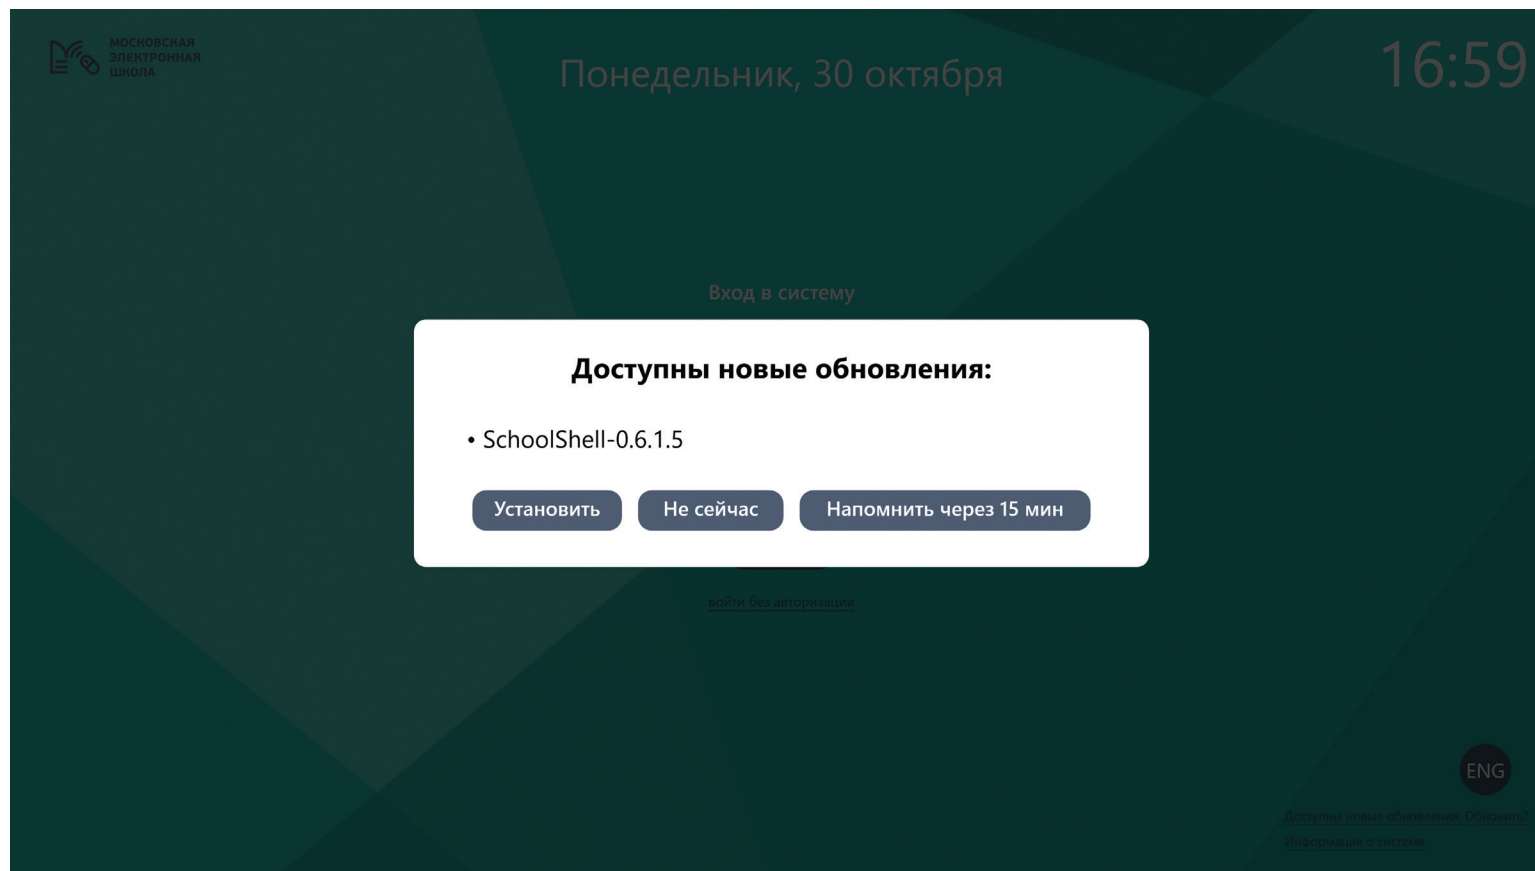 МОСКОВСКАЯ
ЭЛЕКТРОННАЯ
ШКОЛА
Понедельник, 30 октября
16:59
Вход в систему
Доступны новые обновления:
• SchoolShell-0.6.1.5
Установить
Не сейчас
Напомнить через 15 мин
войти без авторизации
ENG
Доступны новые обновления. Обновить?
Информация о системе